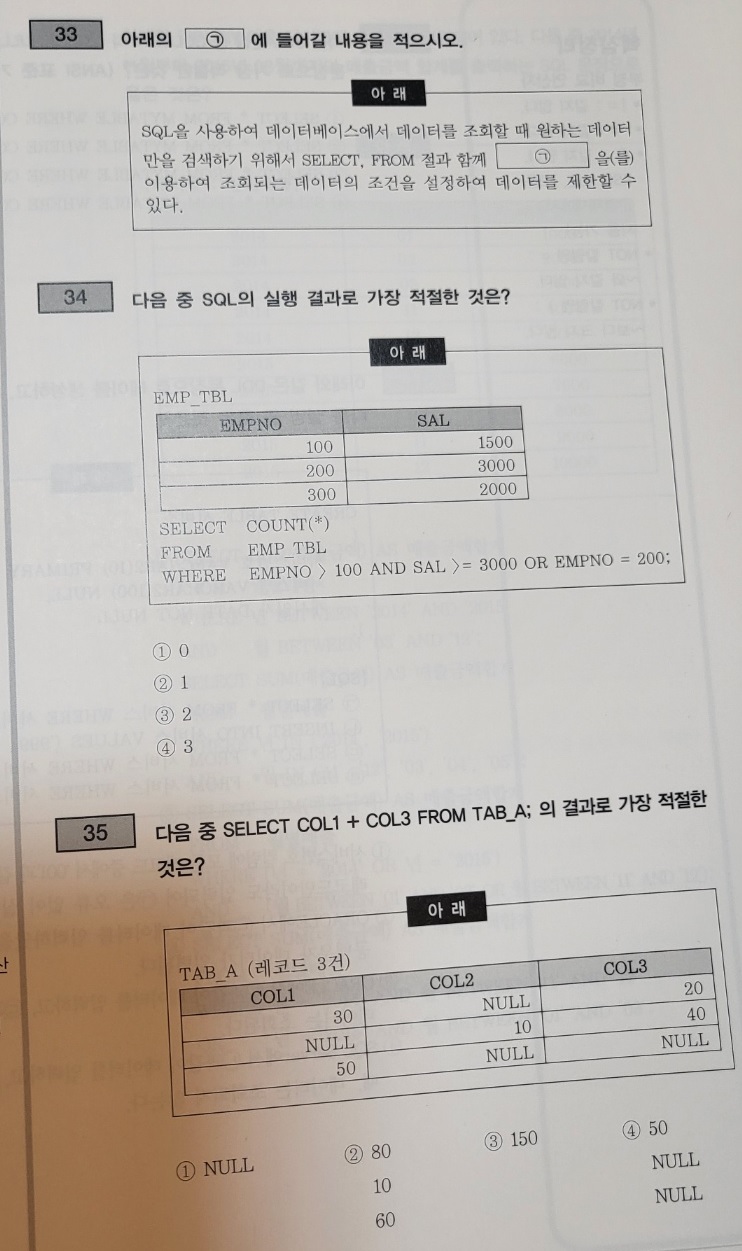 33 아래의 ㉠ 에 들어갈 내용을 적으시오.
아 래
SQL을 사용하여 데이터베이스에서 데이터를 조회할 때 원하는 데이터
만을 검색하기 위해서 SELECT, FROM 절과 함께 ㉠ 을(를)
이용하여 조회되는 데이터의 조건을 설정하여 데이터를 제한할 수
있다.
34 다음 중 SQL의 실행 결과로 가장 적절한 것은?
아 래
EMP_TBL
EMPNO SAL
100 1500
200 3000
300 2000
SELECT COUNT(*)
FROM EMP_TBL
WHERE EMPNO > 100 AND SAL >= 3000 OR EMPNO = 200;
① 0
② 1
③ 2
④ 3
35 다음 중 SELECT COL1 + COL3 FROM TAB_A; 의 결과로 가장 적절한
것은?
아 래
TAB_A (레코드 3건)
COL1 COL2 COL3
30 NULL 20
NULL 10 40
50 NULL NULL
① NULL ② 80 ③ 150 ④ 50
10 NULL
60 NULL